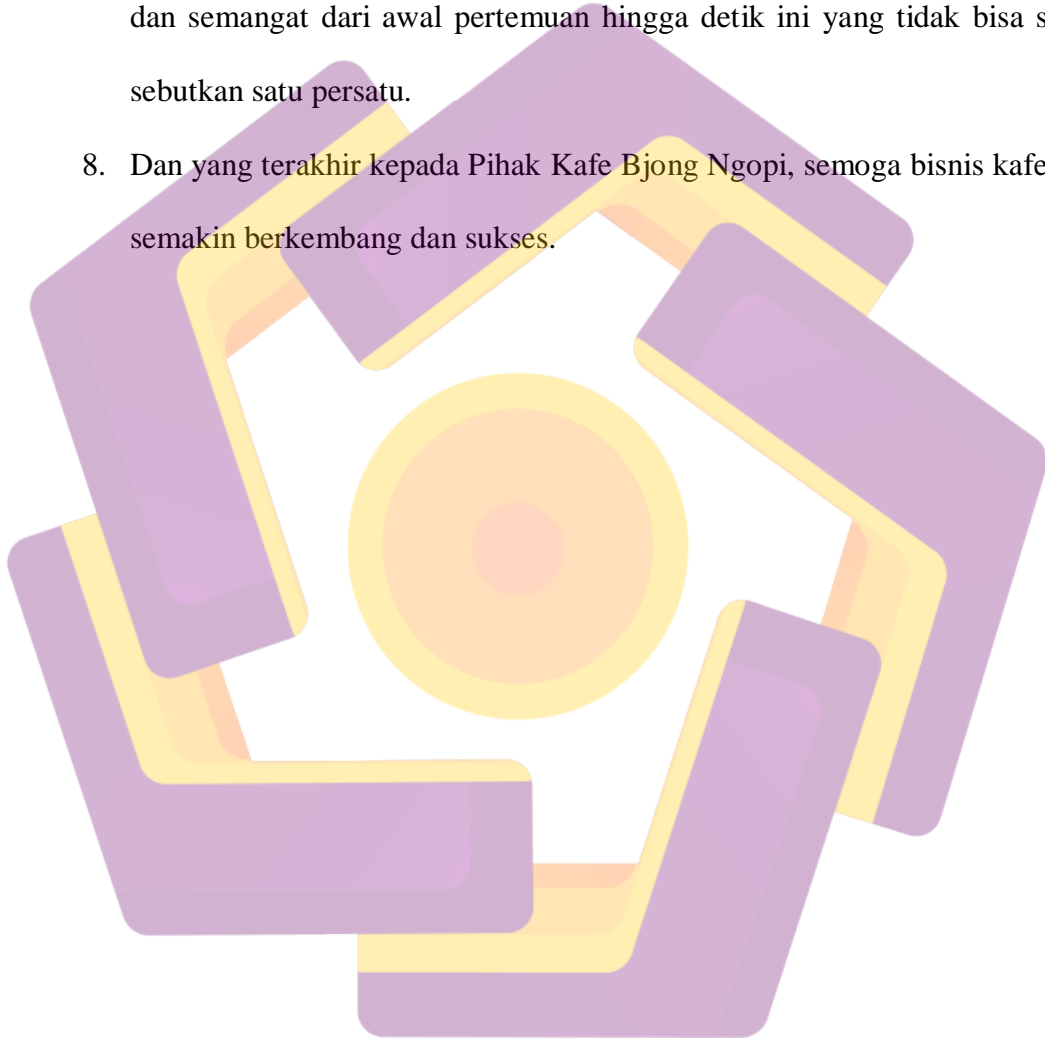 dan semangat dari awal pertemuan hingga detik ini yang tidak bisa
sebutkan satu persatu.
8. Dan yang terakhir kepada Pihak Kafe Bjong Ngopi, semoga bisnis kafe
semakin berkembang dan sukses.